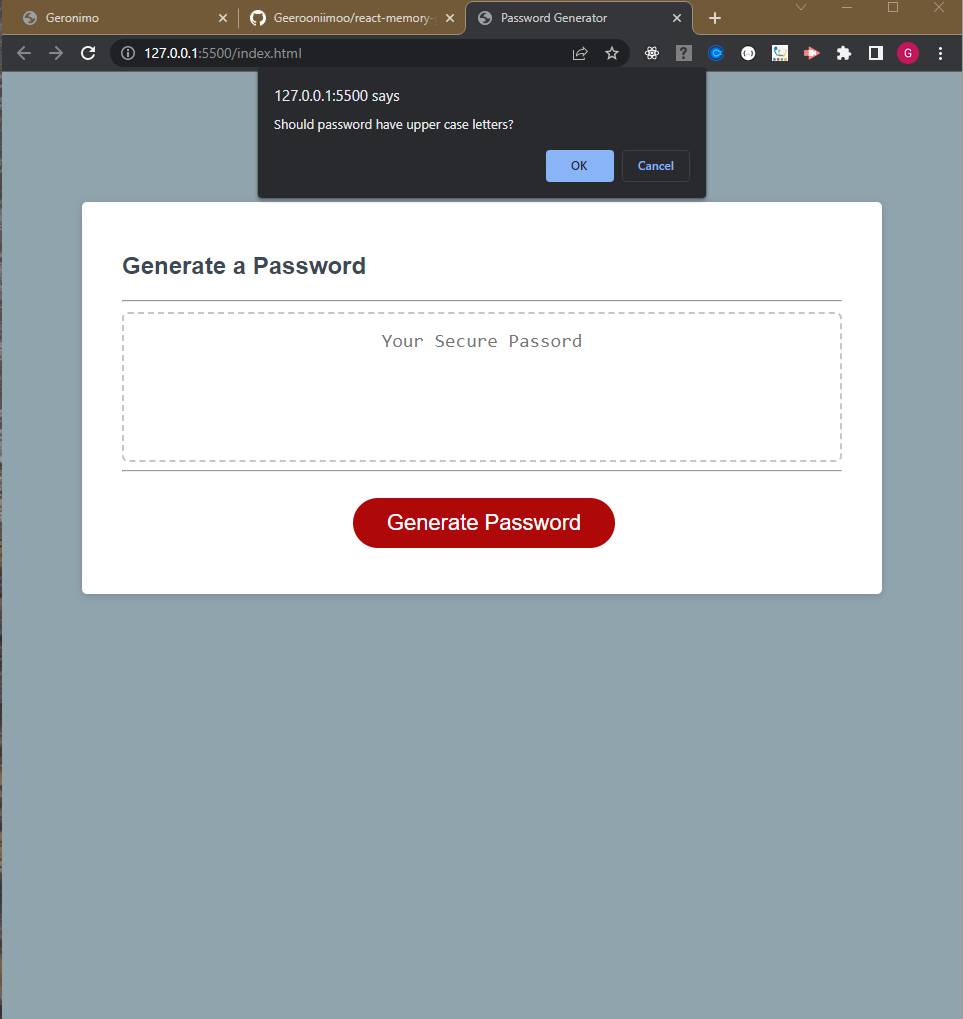 Geronimo
Geerooniimoo/react-memory-
Password Generator
127.0.0.1:5500/index.html
G
127.0.0.1:5500 says
Should password have upper case letters?
OK
Cancel
Generate a Password
Your Secure Passord
Generate Password